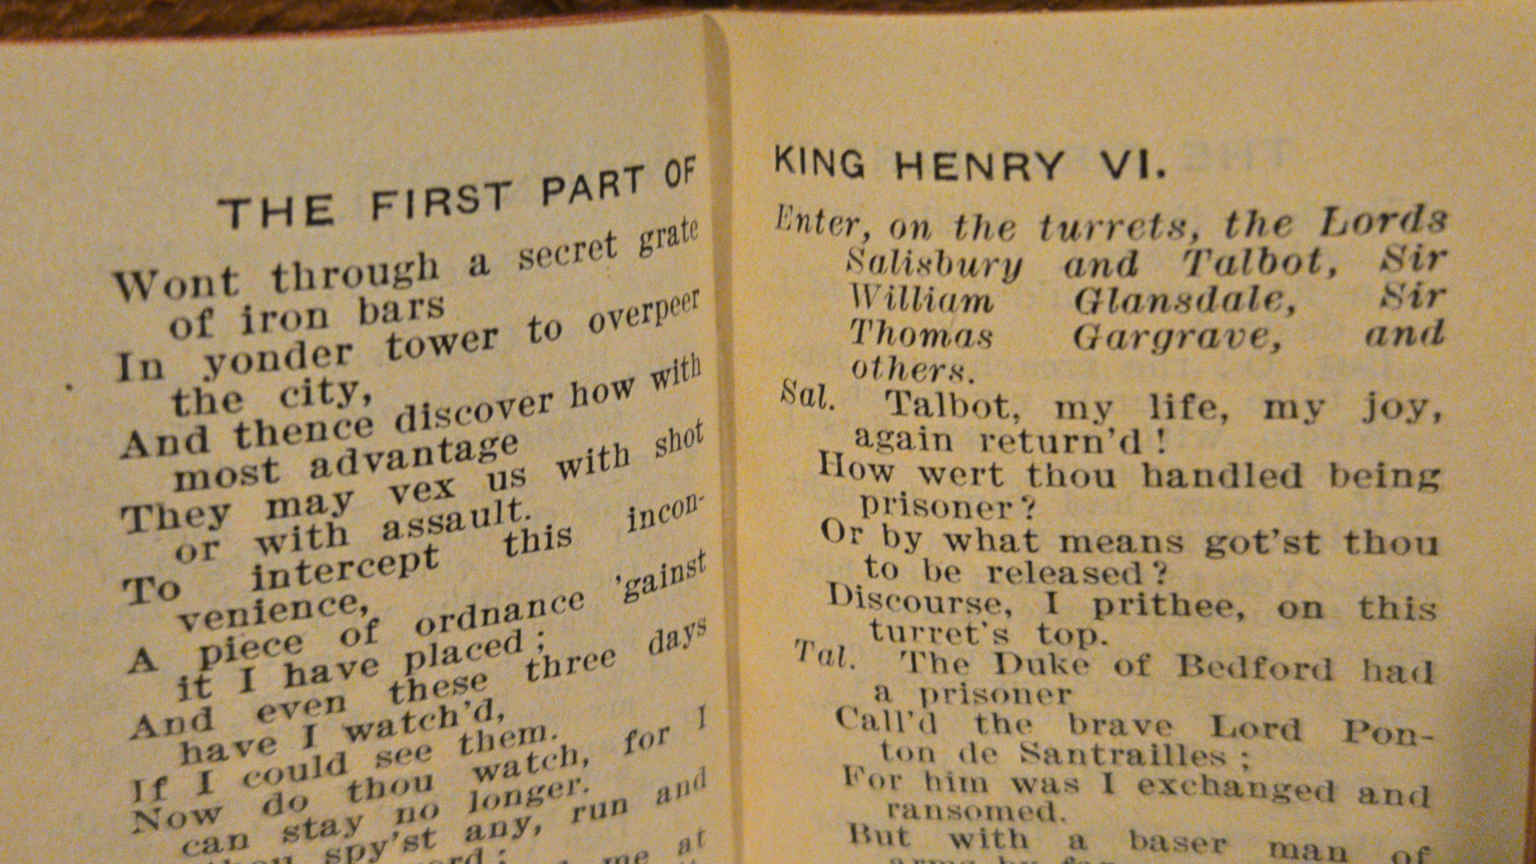 THE FIRST PART OF
Wont through a secret grate
of iron bars
In yonder tower to overpeer
the city,
And thence discover how with
most advantage
They may vex us with shot
or with assault.
To intercept this incon-
venience,
A piece of ordnance 'gainst
it I have placed;
And even these three days
have I watch'd,
If I could see them.
Now do thou watch, for I
can stay no longer.
spy'st any, run and
me at
KING HENRY VI.
Enter, on the turrets, the Lords
Salisbury and Talbot, Sir
William Glansdale, Sir
Thomas Gargrave, and
others.
Sal. Talbot, my life, my joy,
again return'd!
How wert thou handled being
prisoner?
Or by what means got'st thou
to be released?
Discourse, I prithee, on this
turret's top.
Tal. The Duke of Bedford had
a prisoner
Call'd the brave Lord Pon-
ton de Santrailles;
For him was I exchanged and
ransomed.
But with a baser man of